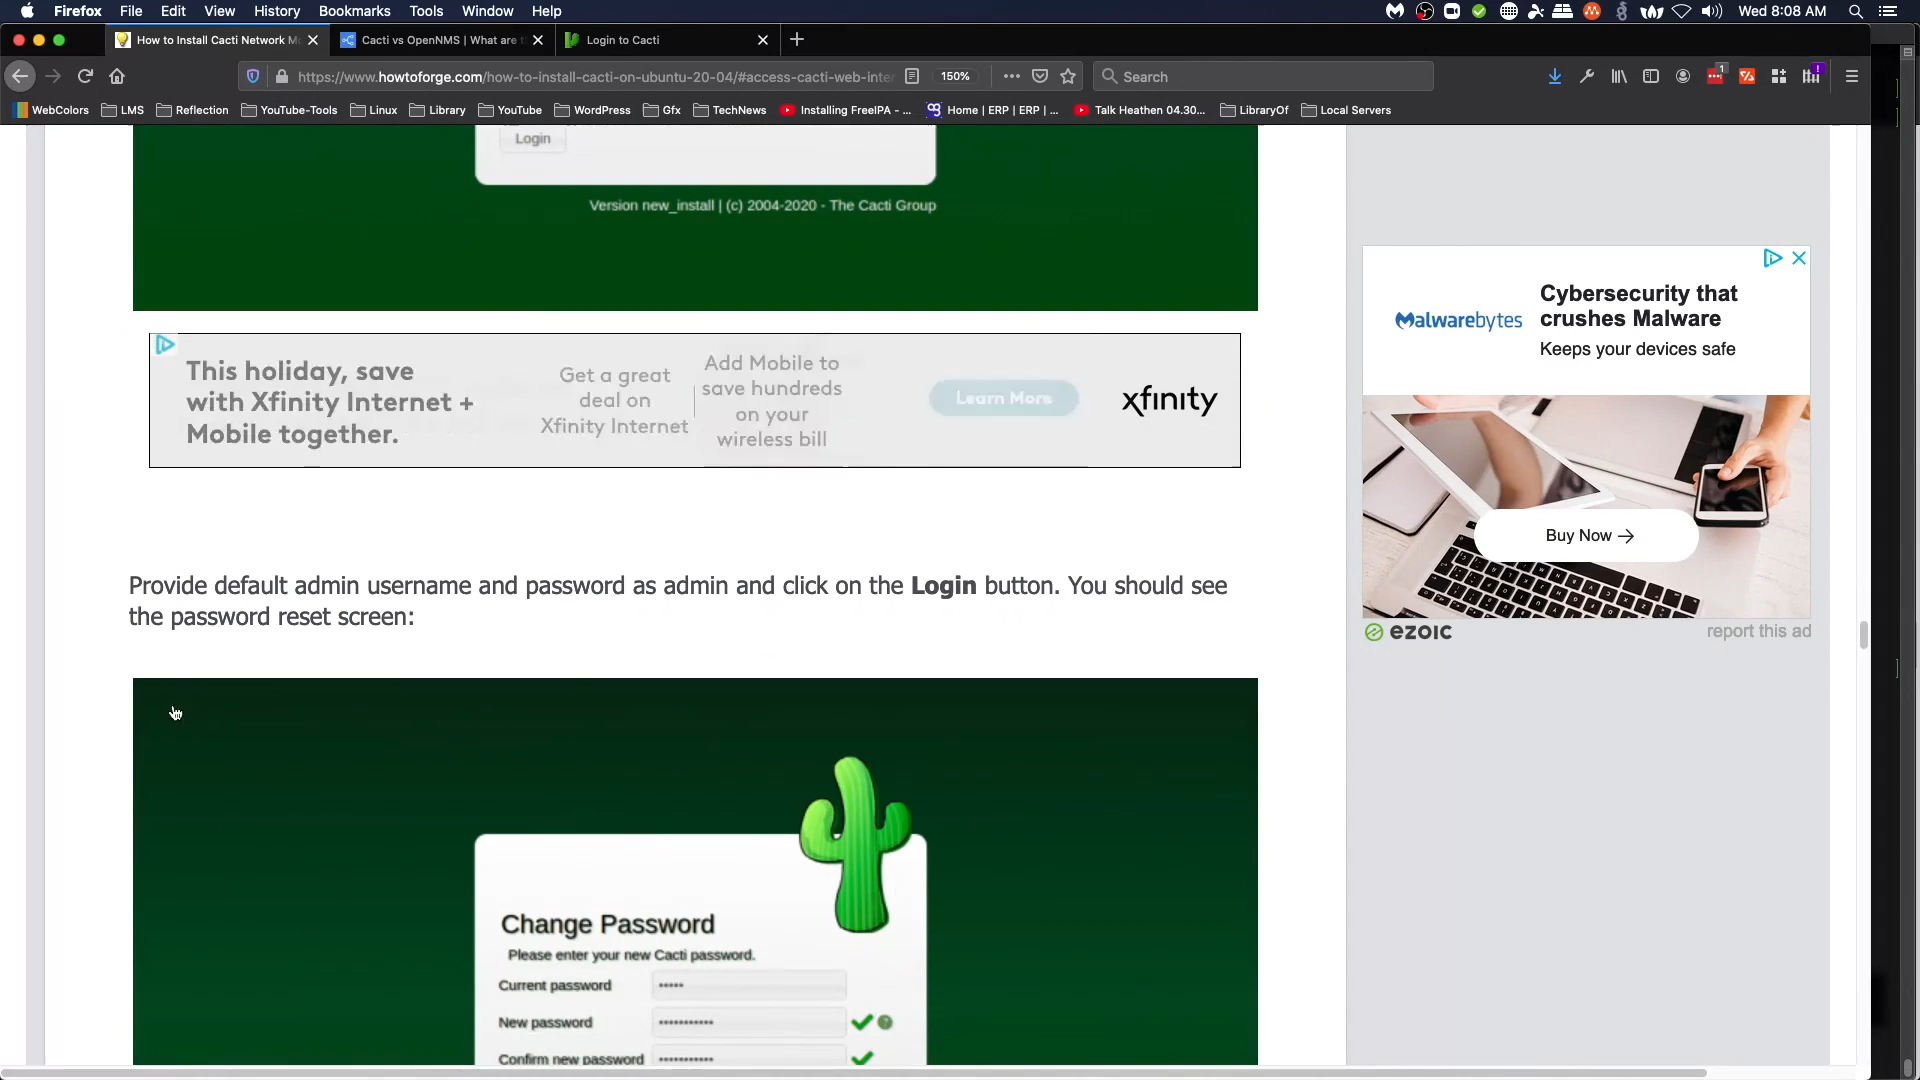 Firefox File Edit View History Bookmarks Tools Window Help Wed 8:08 AM
How to Install Cacti Network Mo Cacti vs OpenNMS | What are t Login to Cacti
https://www.howtoforge.com/how-to-install-cacti-on-ubuntu-20-04/#access-cacti-web-inter 150% Search 1
WebColors LMS Reflection YouTube-Tools Linux Library YouTube WordPress Gfx TechNews Installing FreeIPA - ... Home | ERP | ERP | ... Talk Heathen 04.30... LibraryOf Local Servers
Login
Version new_install | (c) 2004-2020 - The Cacti Group
This holiday, save
with Xfinity Internet +
Mobile together.
Get a great
deal on
Xfinity Internet
Add Mobile to
save hundreds
on your
wireless bill
Learn More
xfinity
Provide default admin username and password as admin and click on the Login button. You should see
the password reset screen:
Change Password
Please enter your new Cacti password.
Current password
New password
Confirm new password
Malwarebytes
Cybersecurity that
crushes Malware
Keeps your devices safe
Buy Now
ezoic
report this ad